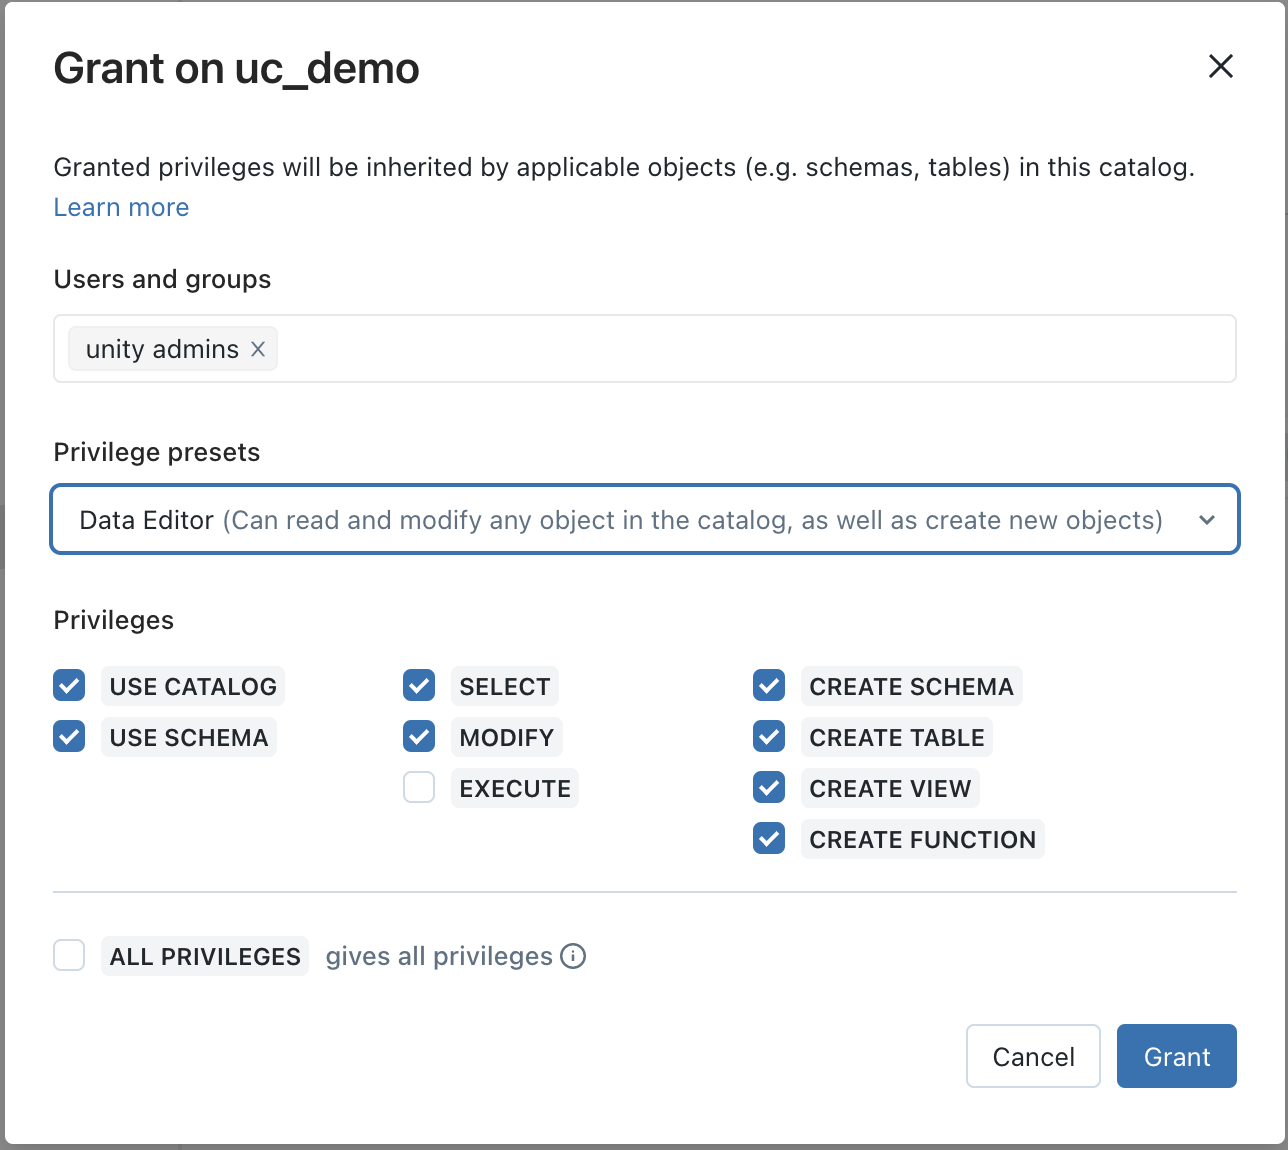 Grant on uc_demo
Granted privileges will be inherited by applicable objects (e.g. schemas, tables) in this catalog.
Learn more
Users and groups
unity admins
Privilege presets
Data Editor (Can read and modify any object in the catalog, as well as create new objects)
Privileges
USE CATALOG
USE SCHEMA
SELECT
MODIFY
EXECUTE
CREATE SCHEMA
CREATE TABLE
CREATE VIEW
CREATE FUNCTION
ALL PRIVILEGES gives all privileges
Cancel
Grant